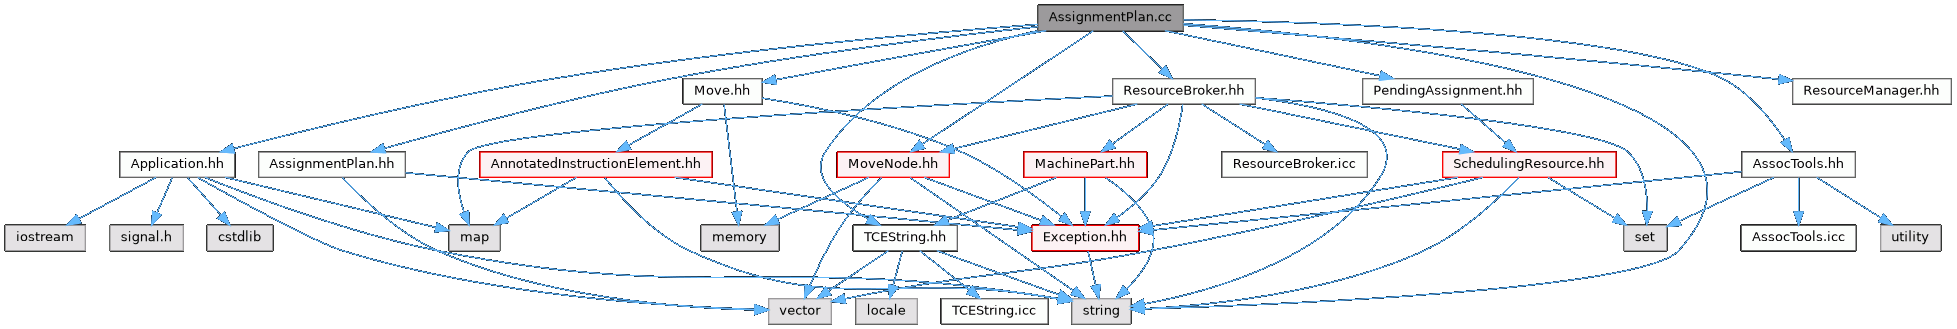 AssignmentPlan.cc
Move.hh
ResourceBroker.hh
PendingAssignment.hh
ResourceManager.hh
Application.hh
AssignmentPlan.hh
AnnotatedInstructionElement.hh
MoveNode.hh
MachinePart.hh
ResourceBroker.icc
SchedulingResource.hh
AssocTools.hh
iostream
signal.h
cstdlib
map
memory
TCEString.hh
Exception.hh
set
AssocTools.icc
utility
vector
locale
TCEString.icc
string